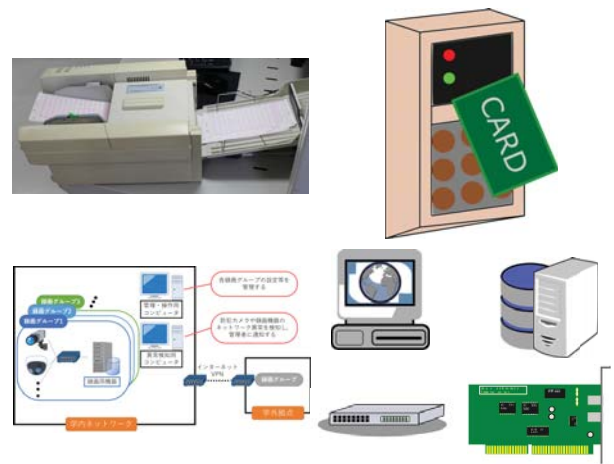 CARD
録画グループ3
録画グループ2
録画グループ1
録画用機器
管理・操作用
コンピュータ
各録画グループの設定等を
管理する
異常検知用
コンピュータ
防犯カメラや録画機器の
ネットワーク異常を検知し、
管理者に通知する
インターネット
VPN
録画グループ
学内ネットワーク
学外拠点